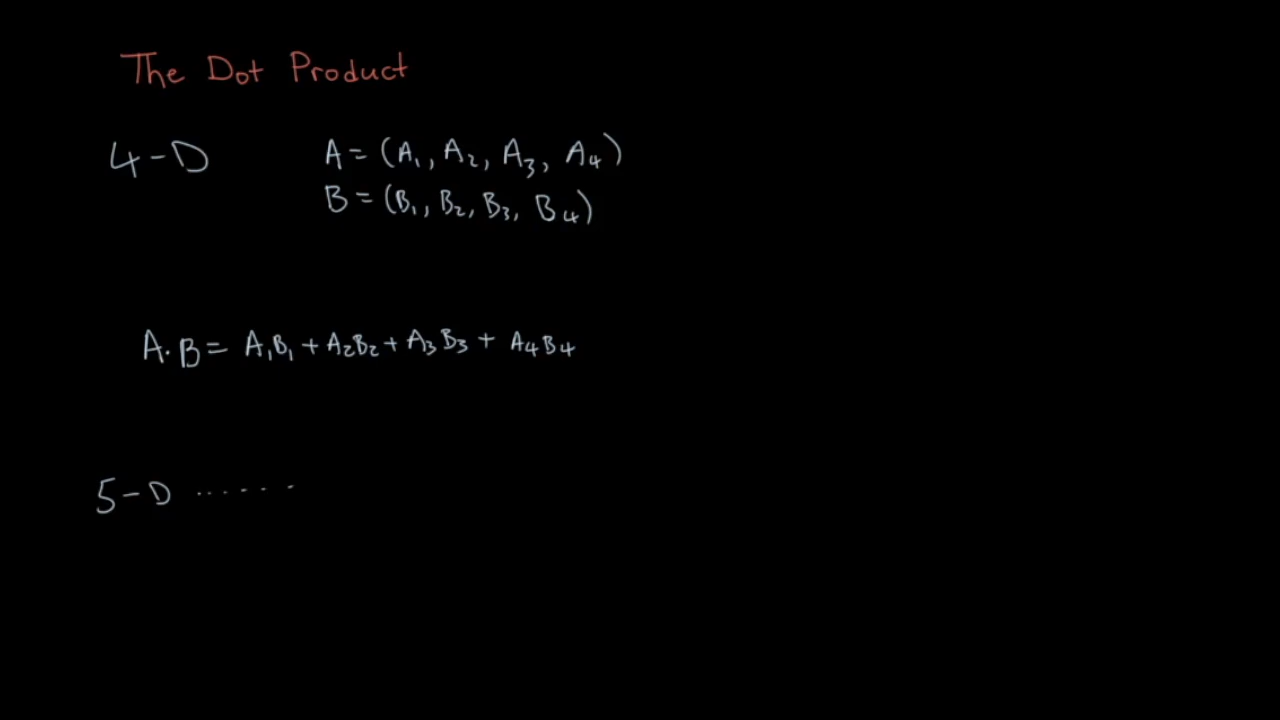 The Dot Product
4-D A = (A₁, A₂, A₃, A₄)
B = (B₁, B₂, B₃, B₄)
A·B = A₁B₁ + A₂B₂ + A₃B₃ + A₄B₄
5-D ......